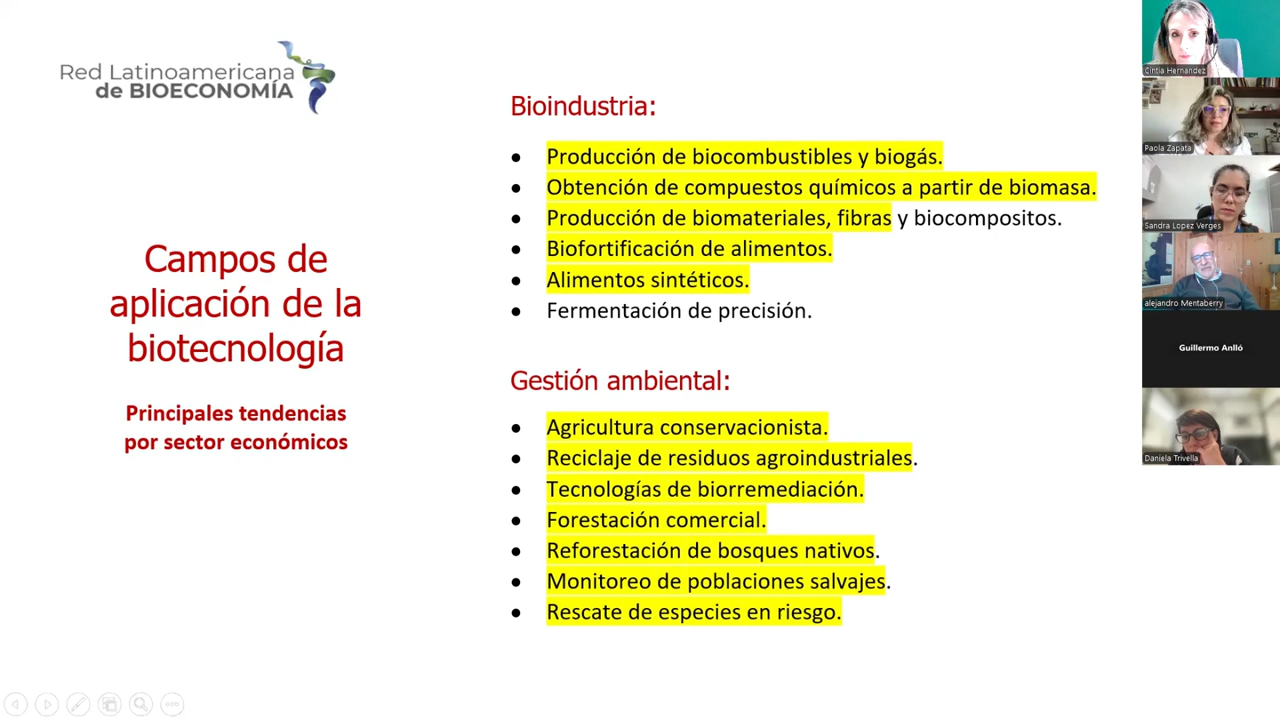 Red Latinoamericana
de BIOECONOMÍA
Campos de
aplicación de la
biotecnología
Principales tendencias
por sector económicos
Bioindustria:
• Producción de biocombustibles y biogás.
• Obtención de compuestos químicos a partir de biomasa.
• Producción de biomateriales, fibras y biocompositos.
• Biofortificación de alimentos.
• Alimentos sintéticos.
• Fermentación de precisión.
Gestión ambiental:
• Agricultura conservacionista.
• Reciclaje de residuos agroindustriales.
• Tecnologías de biorremediación.
• Forestación comercial.
• Reforestación de bosques nativos.
• Monitoreo de poblaciones salvajes.
• Rescate de especies en riesgo.
Cintia Hernandez
Paola Zapata
Sandra Lopez Verges
alejandro Mentaberry
Guillermo Anlló
Daniela Trivella